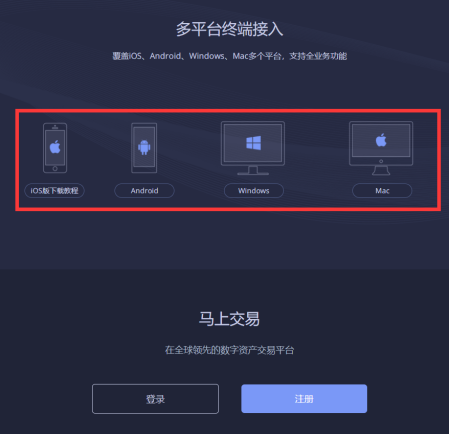 多平台终端接入
覆盖iOS、Android、Windows、Mac多个平台，支持全业务功能
iOS版下载教程 Android Windows Mac
马上交易
在全球领先的数字资产交易平台
登录 注册